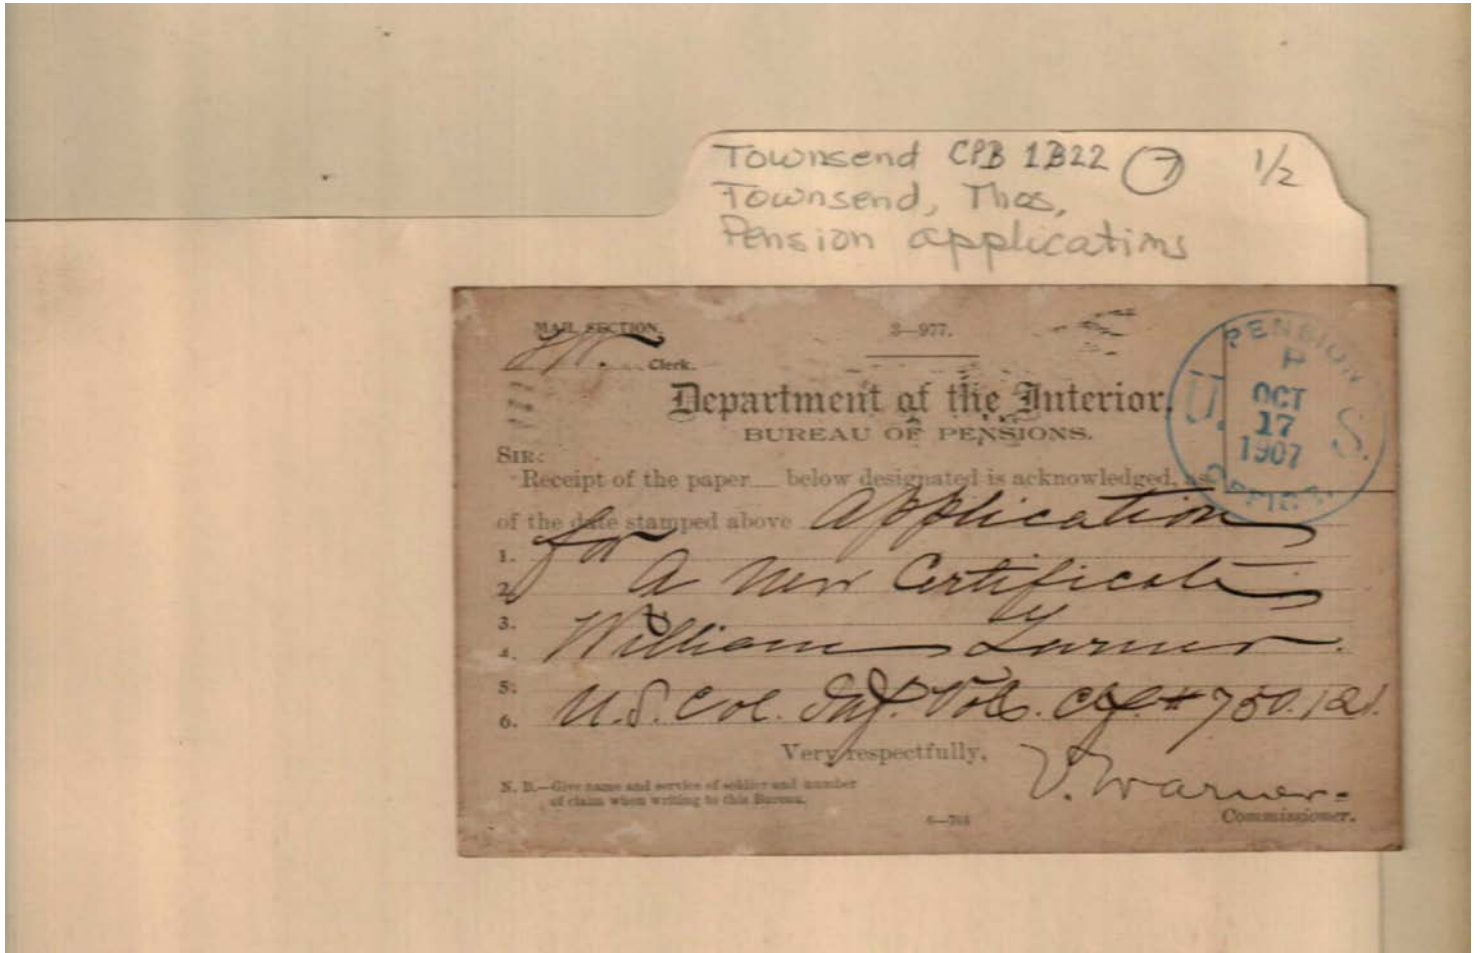 Townsend CPB 1B22 7 1/2
Townsend, Thos,
Pension applications
MAIL SECTION.
3—977.
Clerk.
Department of the Interior,
BUREAU OF PENSIONS.
PENSION
U. S.
OCT
17
1907
OFFICE
SIR:
Receipt of the paper below designated is acknowledged, as
of the date stamped above Application
1. for
2. A New Certificate
3. by
4. William Turner.
5.
6. U.S. Col. Inf. Vols. Ctf. # 750.121.
Very respectfully,
V. Warner
Commissioner.
N. B.—Give name and service of soldier and number
of claim when writing to this Bureau.